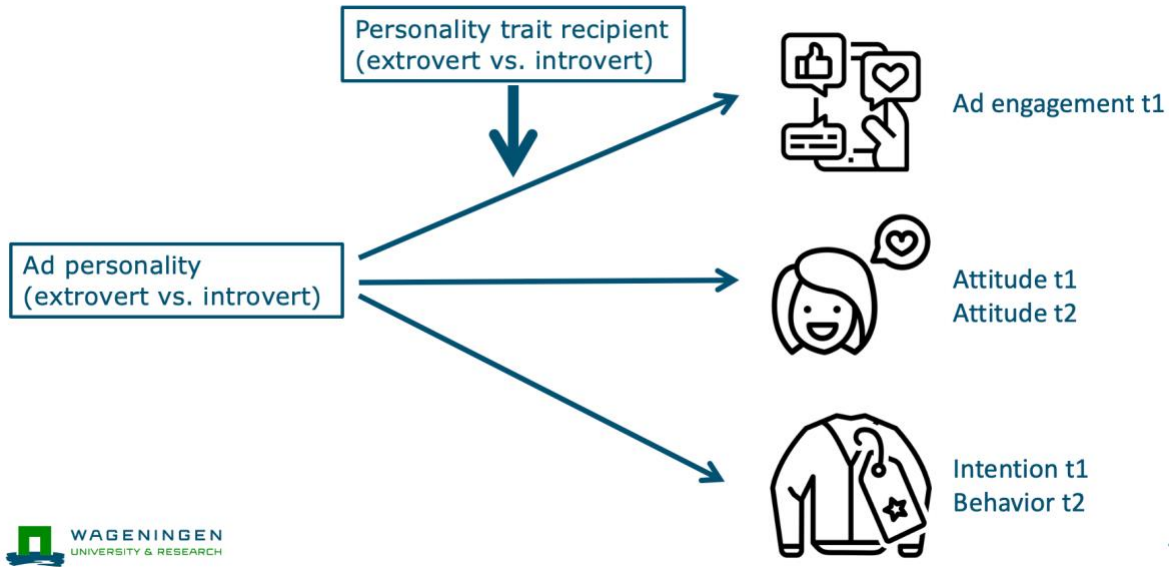 Personality trait recipient
(extrovert vs. introvert)
Ad engagement t1
Ad personality
(extrovert vs. introvert)
Attitude t1
Attitude t2
Intention t1
Behavior t2
WAGENINGEN
UNIVERSITY & RESEARCH